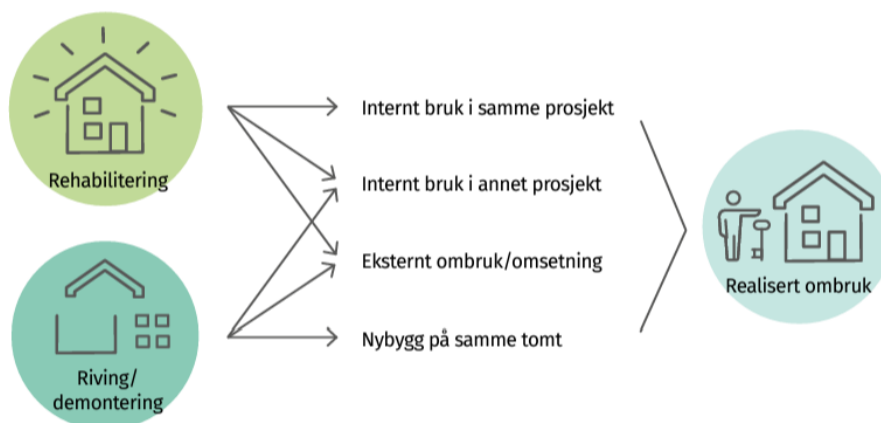 Rehabilitering
Riving/
demontering
Internt bruk i samme prosjekt
Internt bruk i annet prosjekt
Eksternt ombruk/omsetning
Nybygg på samme tomt
Realisert ombruk